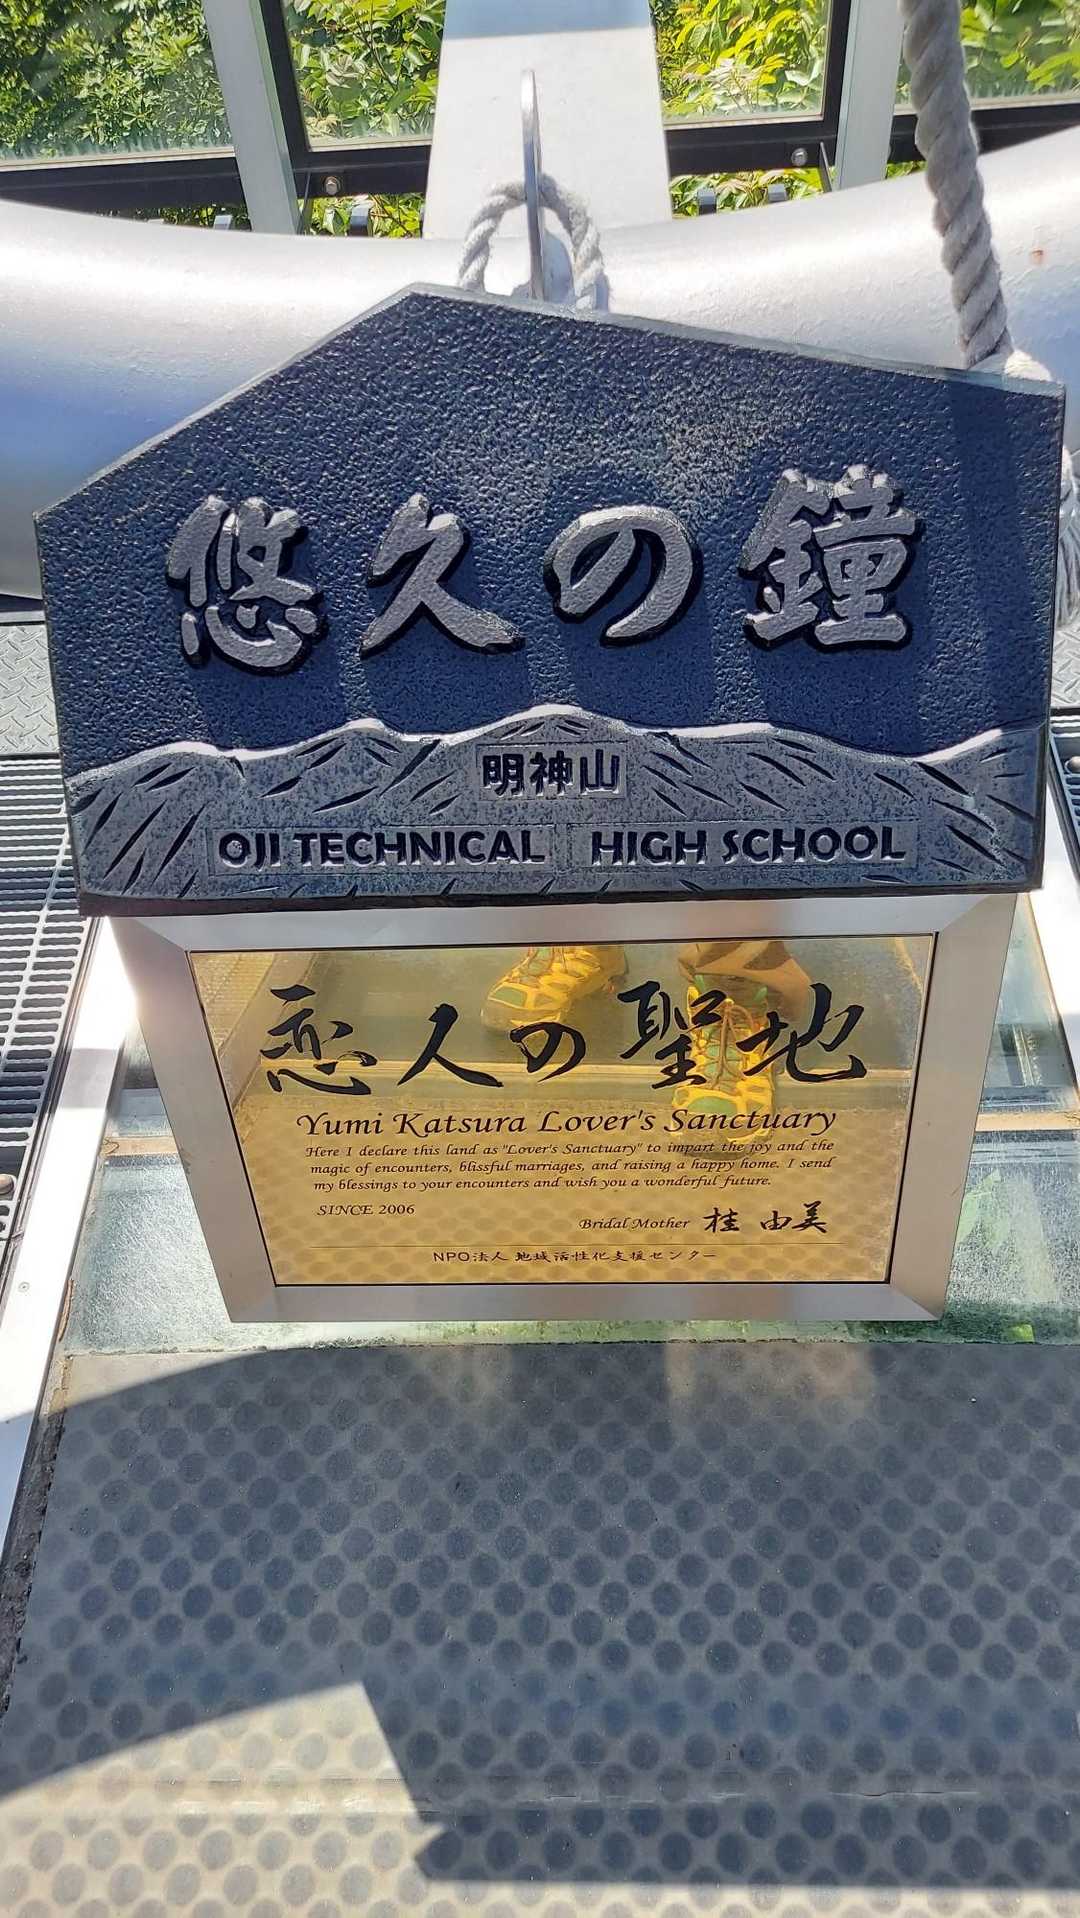 悠久の鐘
明神山
OJI TECHNICAL HIGH SCHOOL
恋人の聖地
Yumi Katsura Lover's Sanctuary
Here I declare this land as "Lover's Sanctuary" to impart the joy and the
magic of encounters, blissful marriages, and raising a happy home. I send
my blessings to your encounters and wish you a wonderful future.
SINCE 2006
Bridal Mother 桂 由美
NPO法人 地域活性化支援センター